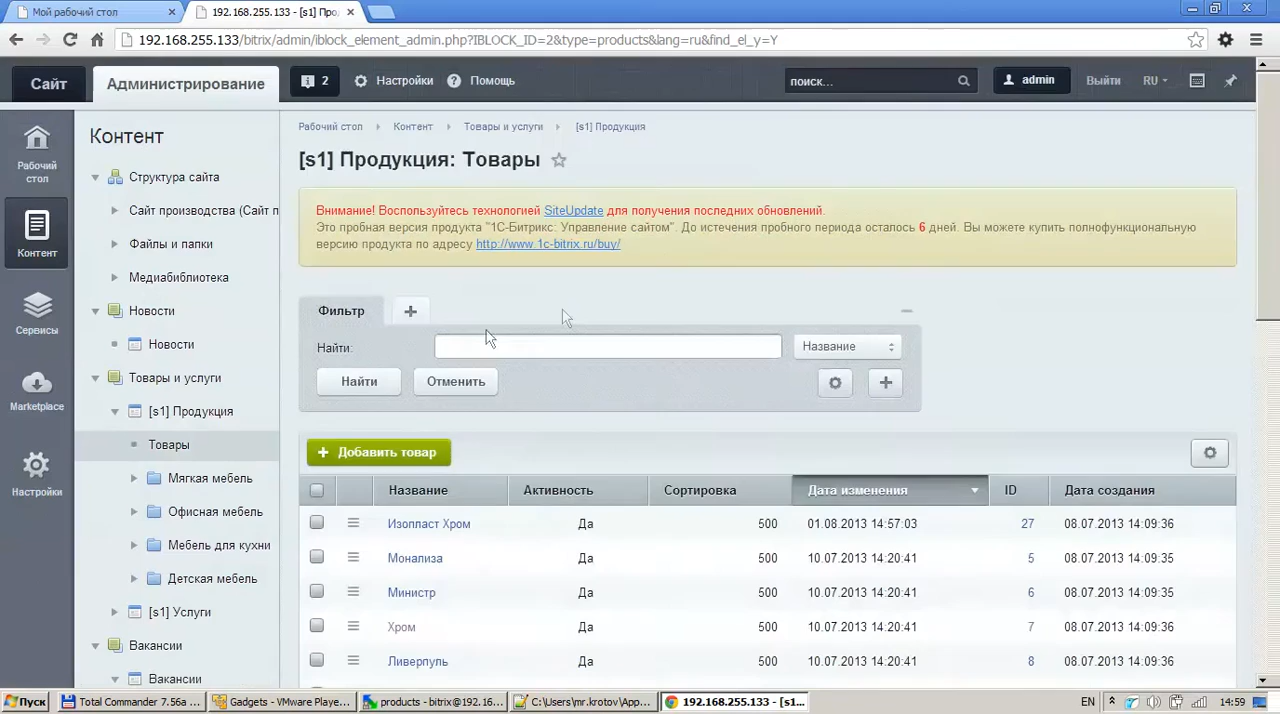 Мой рабочий стол
192.168.255.133 - [s1] Про
192.168.255.133/bitrix/admin/iblock_element_admin.php?IBLOCK_ID=2&type=products&lang=ru&find_el_y=Y
Сайт
Администрирование
2
Настройки
Помощь
поиск...
admin
Выйти
RU
Рабочий стол
Контент
Сервисы
Marketplace
Настройки
Контент
Структура сайта
Сайт производства (Сайт п
Файлы и папки
Медиабиблиотека
Новости
Новости
Товары и услуги
[s1] Продукция
Товары
Мягкая мебель
Офисная мебель
Мебель для кухни
Детская мебель
[s1] Услуги
Вакансии
Вакансии
Рабочий стол Контент Товары и услуги [s1] Продукция
[s1] Продукция: Товары
Внимание! Воспользуйтесь технологией SiteUpdate для получения последних обновлений.
Это пробная версия продукта "1С-Битрикс: Управление сайтом". До истечения пробного периода осталось 6 дней. Вы можете купить полнофункциональную
версию продукта по адресу http://www.1c-bitrix.ru/buy/
Фильтр
Найти:
Название
Найти
Отменить
Добавить товар
Название Активность Сортировка Дата изменения ID Дата создания
Изопласт Хром Да 500 01.08.2013 14:57:03 27 08.07.2013 14:09:36
Монализа Да 500 10.07.2013 14:20:41 5 08.07.2013 14:09:35
Министр Да 500 10.07.2013 14:20:41 6 08.07.2013 14:09:35
Хром Да 500 10.07.2013 14:20:41 7 08.07.2013 14:09:36
Ливерпуль Да 500 10.07.2013 14:20:41 8 08.07.2013 14:09:36
Пуск
Total Commander 7.56a ...
Gadgets - VMware Playe...
products - bitrix@192.16...
C:\Users\mr.krotov\App...
192.168.255.133 - [s1...
EN
14:59